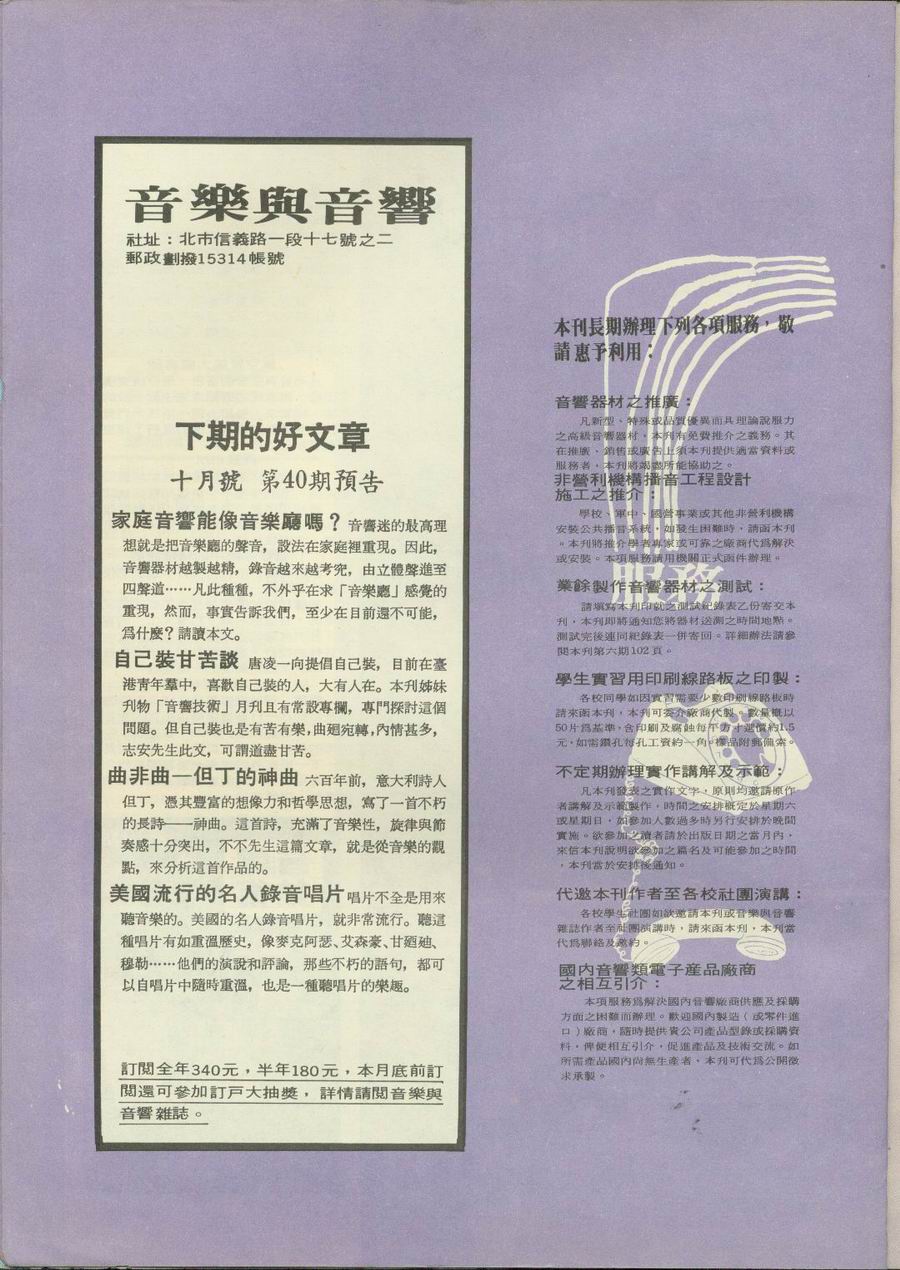 音樂與音響
社址：北市信義路一段十七號之二
郵政劃撥15314帳號
下期的好文章
十月號 第40期預告
家庭音響能像音樂廳嗎？音響迷的最高理
想就是把音樂廳的聲音，設法在家庭裡重現。因此，
音響器材越製越精，錄音越來越考究，由立體聲進至
四聲道……凡此種種，不外乎在求「音樂廳」感覺的
重現，然而，事實告訴我們，至少在目前還不可能，
爲什麽？請讀本文。
自己裝甘苦談 唐凌一向提倡自己裝，目前在臺
港靑年羣中，喜歡自己裝的人，大有人在。本刊姊妹
刊物「音響技術」月刊且有常設專欄，專門探討這個
問題。但自己裝也是有苦有樂，曲廻宛轉，內情甚多，
志安先生此文，可謂道盡甘苦。
曲非曲—但丁的神曲 六百年前，意大利詩人
但丁，憑其豐富的想像力和哲學思想，寫了一首不朽
的長詩——神曲。這首詩，充滿了音樂性，旋律與節
奏感十分突出，不不先生這篇文章，就是從音樂的觀
點，來分析這首作品的。
美國流行的名人錄音唱片 唱片不全是用來
聽音樂的。美國的名人錄音唱片，就非常流行。聽這
種唱片有如重溫歷史，像麥克阿瑟、艾森豪、甘廼廸、
穆勒……他們的演說和評論，那些不朽的語句，都可
以自唱片中隨時重溫，也是一種聽唱片的樂趣。
訂閱全年340元，半年180元，本月底前訂
閱還可參加訂戶大抽獎，詳情請閱音樂與
音響雜誌。
本刊長期辦理下列各項服務，敬
請惠予利用：
音響器材之推廣：
凡新型、特殊或品質優異而具理論說服力
之高級音響器材，本刊有免費推介之義務。其
在推廣、銷售或廣告上須本刊提供適當資料或
服務者，本刊將竭盡所能協助之。
非營利機構播音工程設計
施工之推介：
學校、軍中、國營事業或其他非營利機構
安裝公共播音系統，如發生困難時，請函本刊
。本刊將推介學者專家或可靠之廠商代爲解決
或安裝。本項服務請用機關正式函件辦理。
服務
業餘製作音響器材之測試：
請塡寫本刊印就之測試紀錄表乙份寄交本
刊，本刊即將通知您將器材送測之時間地點。
測試完後連同紀錄表一併寄回。詳細辦法請參
閱本刊第六期102頁。
學生實習用印刷線路板之印製：
各校同學如因實習需要少數印刷線路板時
請來函本刊，本刊可委介廠商代製。數量概以
50片爲基準，含印刷及腐蝕每平方吋連價約1.5
元，如需鑽孔每孔工資約一角，樣品附郵備索。
不定期辦理實作講解及示範：
凡本刊發表之實作文字，原則均邀請原作
者講解及示範製作，時間之安排概定於星期六
或星期日，如參加人數過多時另行安排於晚間
實施。欲參加之讀者請於出版日期之當月內，
來信本刊說明欲參加之篇名及可能參加之時間
，本刊當於安排後通知。
代邀本刊作者至各校社團演講：
各校學生社團如欲邀請本刊或音樂與音響
雜誌作者至社團演講時，請來函本刊，本刊當
代爲聯絡及邀約。
國內音響類電子產品廠商
之相互引介：
本項服務爲解決國內音響廠商供應及採購
方面之困難而辦理。歡迎國內製造（或零件進
口）廠商，隨時提供貴公司產品型錄或採購資
料，俾便相互引介，促進產品及技術交流。如
所需產品國內尙無生產者，本刊可代爲公開徵
求承製。